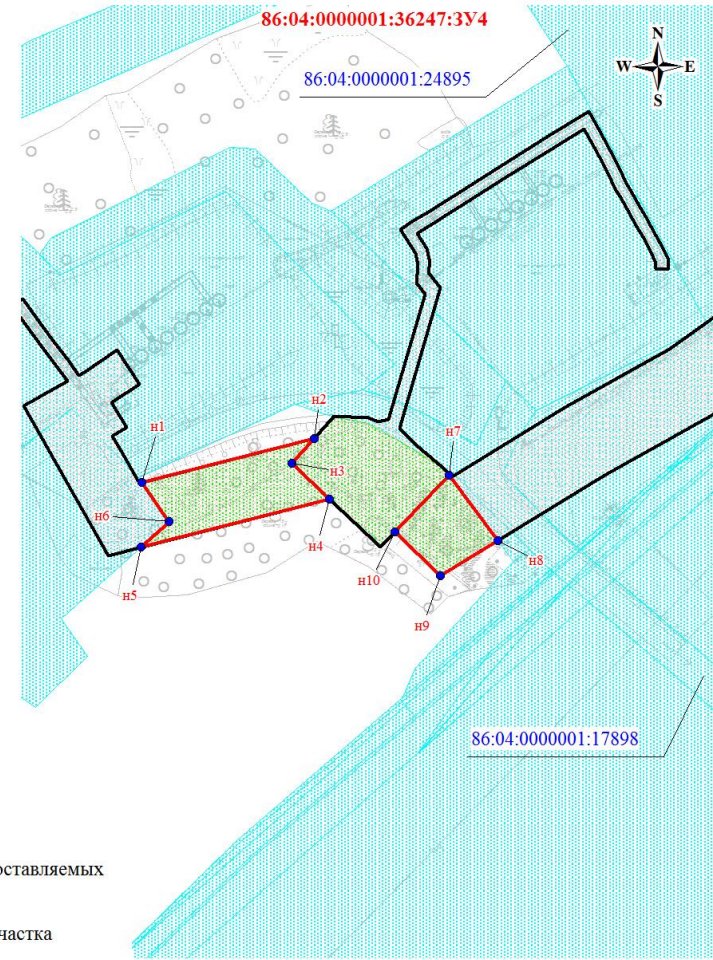 86:04:0000001:36247:ЗУ4
86:04:0000001:24895
N
W E
S
н2
н1
н3
н7
н6
н4
н8
н10
н5
н9
86:04:0000001:17898
оставляемых
частка